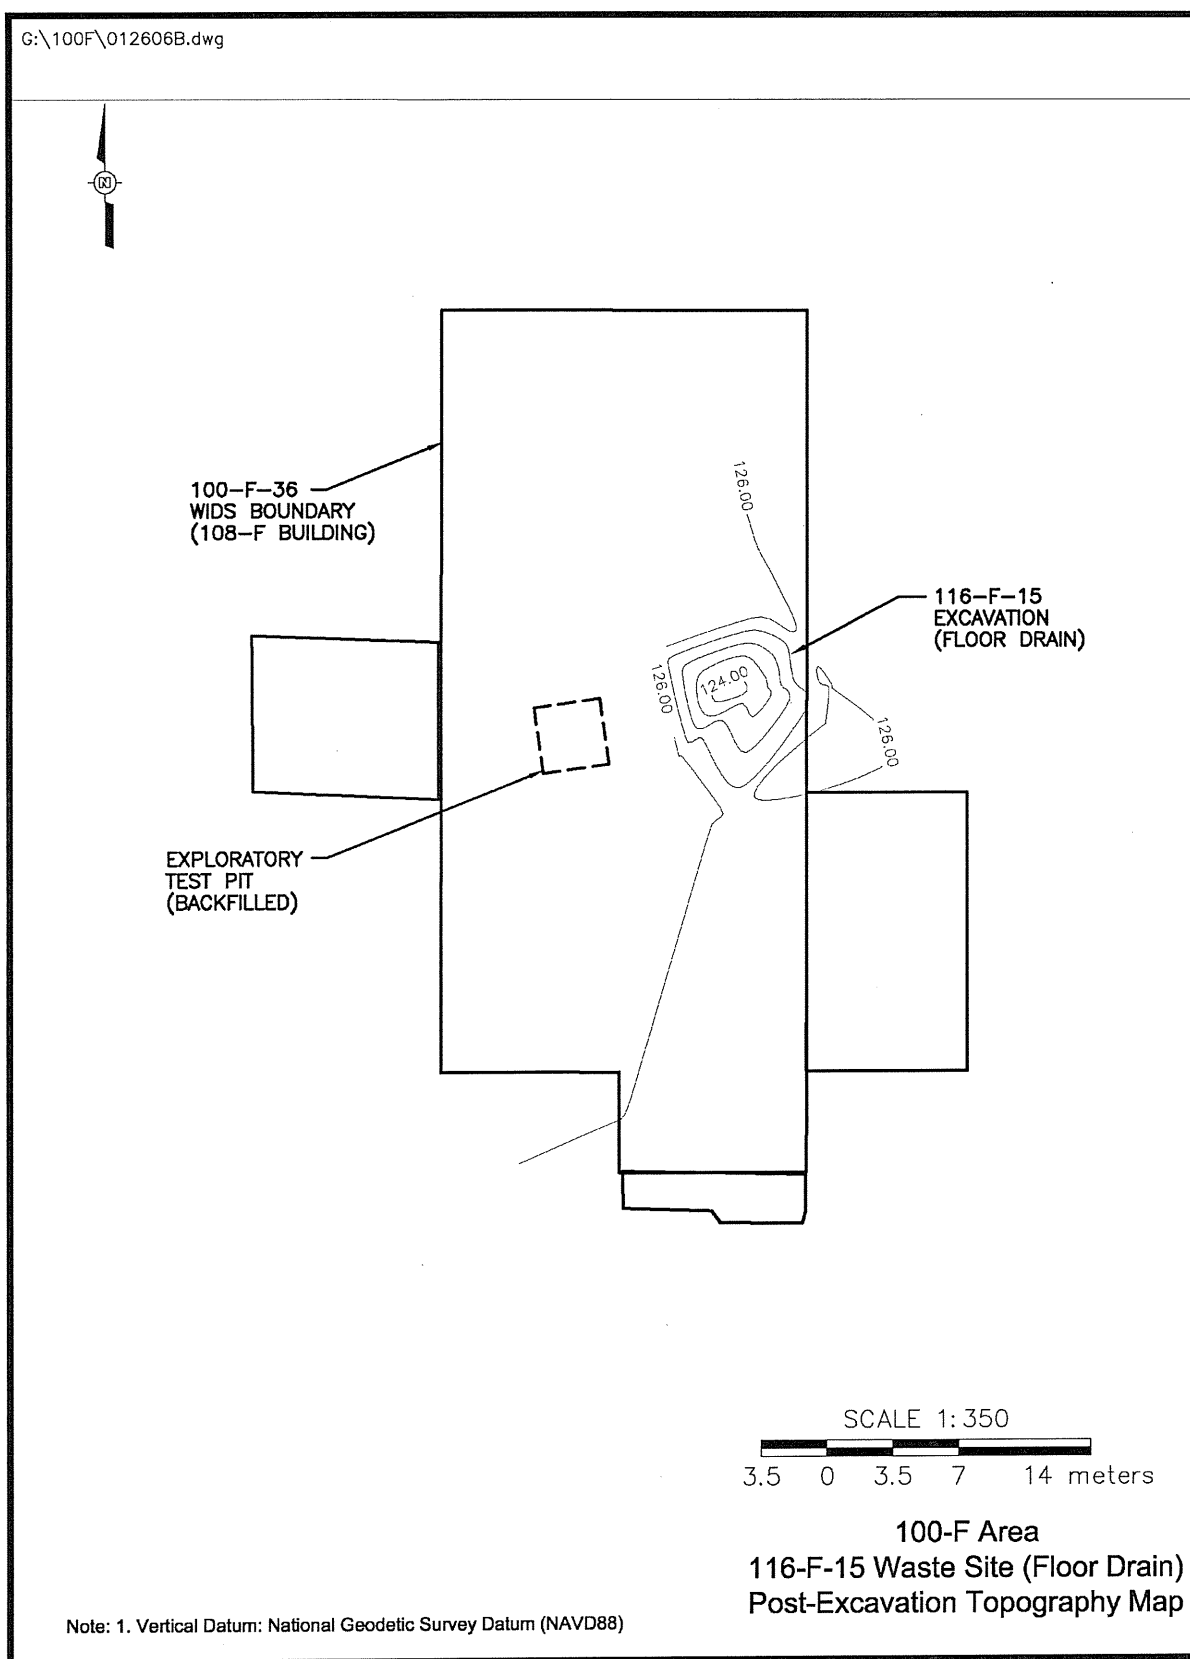 G:\100F\012606B.dwg
N
126.00
100-F-36
WIDS BOUNDARY
(108-F BUILDING)
116-F-15
EXCAVATION
(FLOOR DRAIN)
126.00
124.00
126.00
EXPLORATORY
TEST PIT
(BACKFILLED)
SCALE 1:350
3.5 0 3.5 7 14 meters
100-F Area
116-F-15 Waste Site (Floor Drain)
Post-Excavation Topography Map
Note: 1. Vertical Datum: National Geodetic Survey Datum (NAVD88)